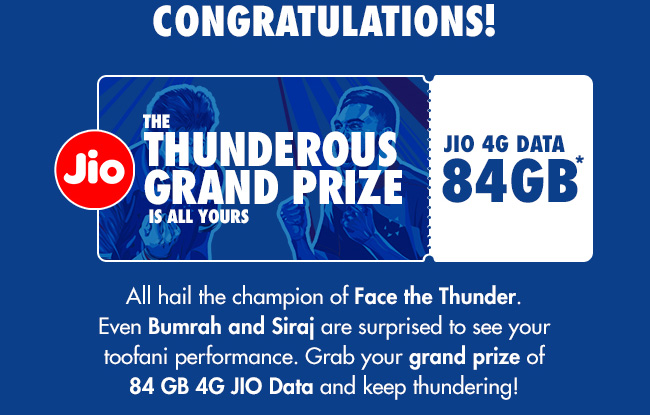 CONGRATULATIONS!
THE
THUNDEROUS
GRAND PRIZE
IS ALL YOURS
Jio
JIO 4G DATA
84GB*
All hail the champion of Face the Thunder.
Even Bumrah and Siraj are surprised to see your
toofani performance. Grab your grand prize of
84 GB 4G JIO Data and keep thundering!